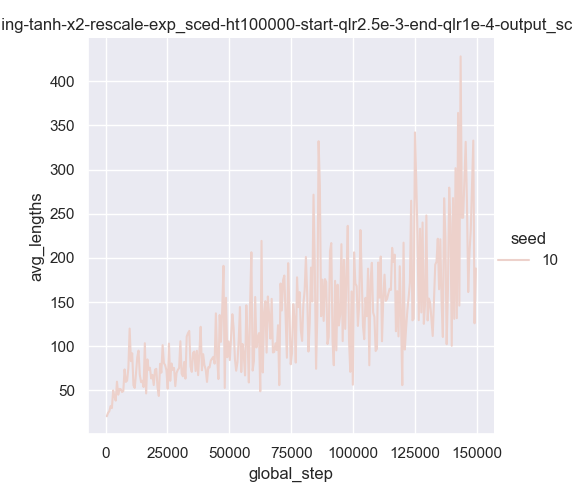 ing-tanh-x2-rescale-exp_sced-ht100000-start-qlr2.5e-3-end-qlr1e-4-output_sc
400
350
300
250
200
150
100
50
avg_lengths
0 25000 50000 75000 100000 125000 150000
global_step
seed
10